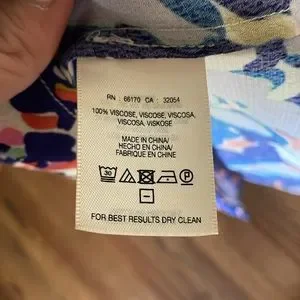 RN : 66170 CA : 32054
100% VISCOSE, VISCOSE, VISCOSA,
VISCOSA, VISKOSE
MADE IN CHINA/
HECHO EN CHINA/
FABRIQUE EN CHINE
30 P
FOR BEST RESULTS DRY CLEAN